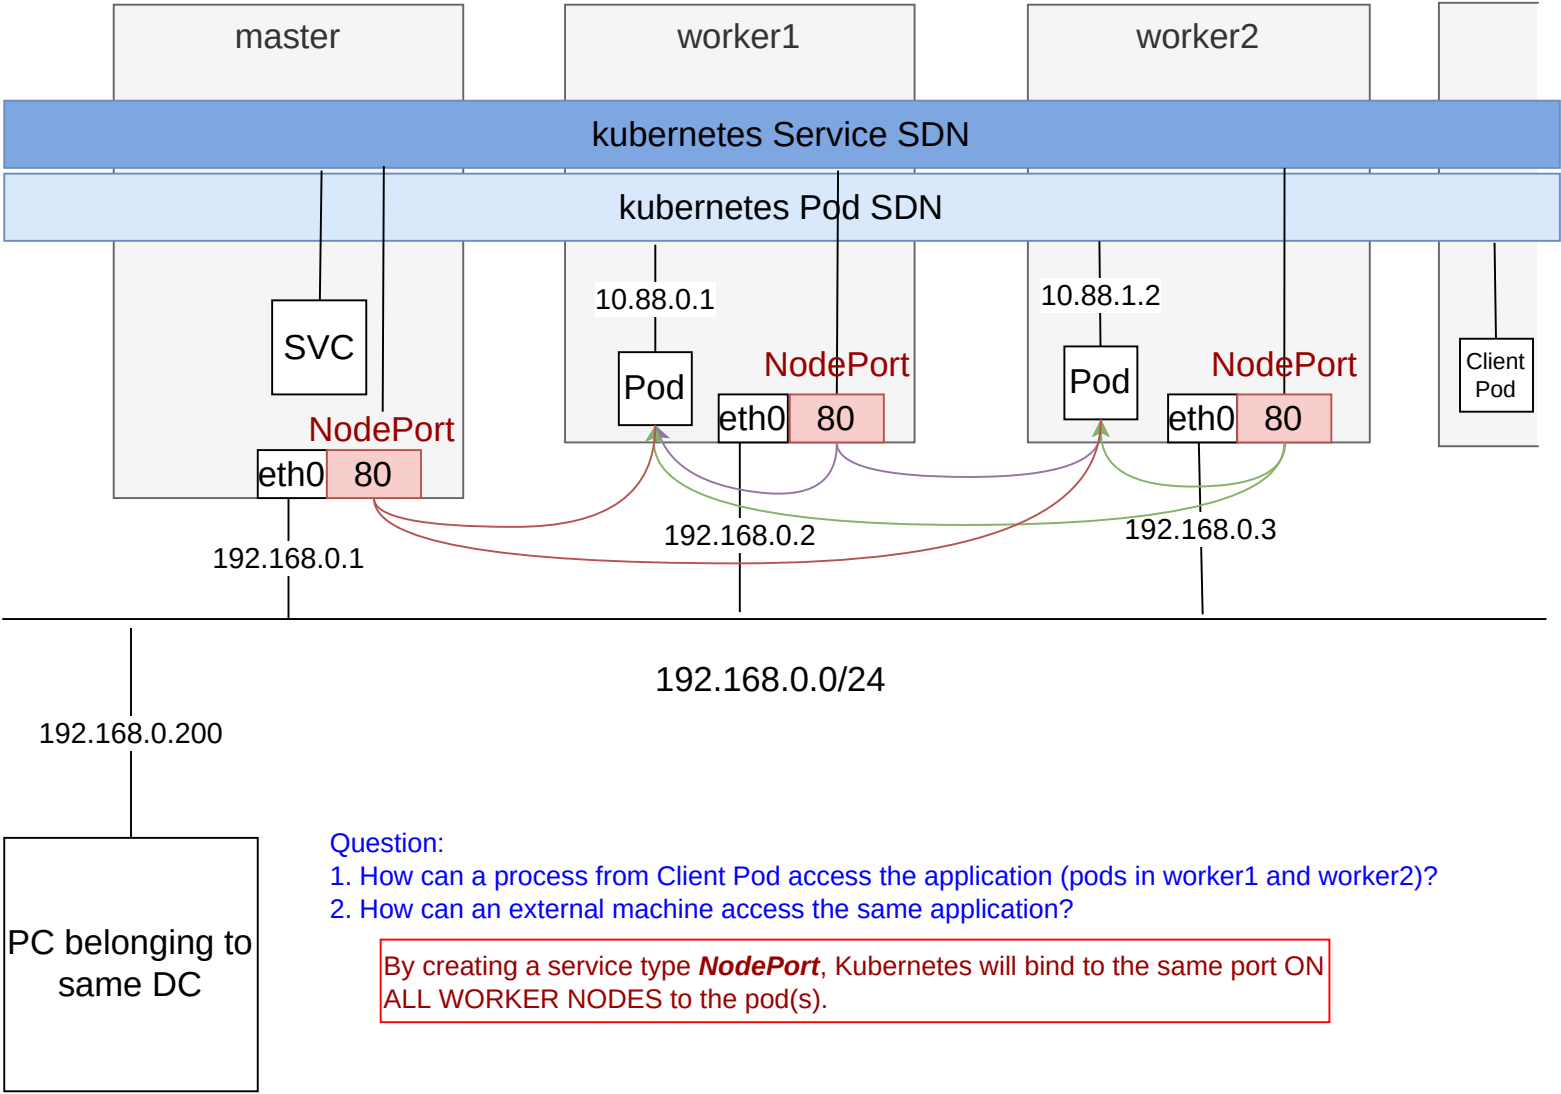 master
worker1
worker2
kubernetes Service SDN
kubernetes Pod SDN
10.88.0.1
10.88.1.2
SVC
Pod
NodePort
eth0
80
Pod
NodePort
eth0
80
Client
Pod
NodePort
eth0
80
192.168.0.1
192.168.0.2
192.168.0.3
192.168.0.0/24
192.168.0.200
PC belonging to
same DC
Question:
1. How can a process from Client Pod access the application (pods in worker1 and worker2)?
2. How can an external machine access the same application?
By creating a service type NodePort, Kubernetes will bind to the same port ON
ALL WORKER NODES to the pod(s).